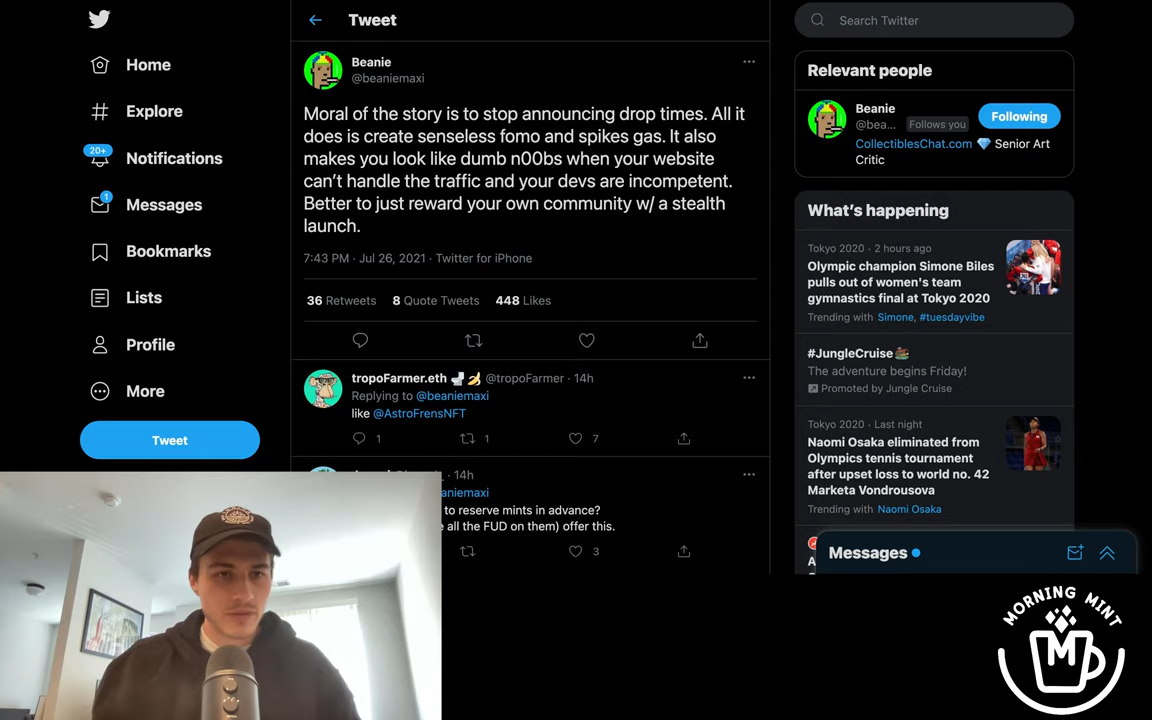 Home
Explore
20+
Notifications
1
Messages
Bookmarks
Lists
Profile
More
Tweet
Tweet
Beanie
@beaniemaxi
Moral of the story is to stop announcing drop times. All it
does is create senseless fomo and spikes gas. It also
makes you look like dumb n00bs when your website
can't handle the traffic and your devs are incompetent.
Better to just reward your own community w/ a stealth
launch.
7:43 PM · Jul 26, 2021 · Twitter for iPhone
36 Retweets 8 Quote Tweets 448 Likes
tropoFarmer.eth @tropoFarmer · 14h
Replying to @beaniemaxi
like @AstroFrensNFT
1 1 7
· 14h
aniemaxi
to reserve mints in advance?
all the FUD on them) offer this.
3
Search Twitter
Relevant people
Beanie
@bea... Follows you
Following
CollectiblesChat.com Senior Art
Critic
What's happening
Tokyo 2020 · 2 hours ago
Olympic champion Simone Biles
pulls out of women's team
gymnastics final at Tokyo 2020
Trending with Simone, #tuesdayvibe
#JungleCruise
The adventure begins Friday!
Promoted by Jungle Cruise
Tokyo 2020 · Last night
Naomi Osaka eliminated from
Olympics tennis tournament
after upset loss to world no. 42
Marketa Vondrousova
Trending with Naomi Osaka
Messages
MORNING MINT
M